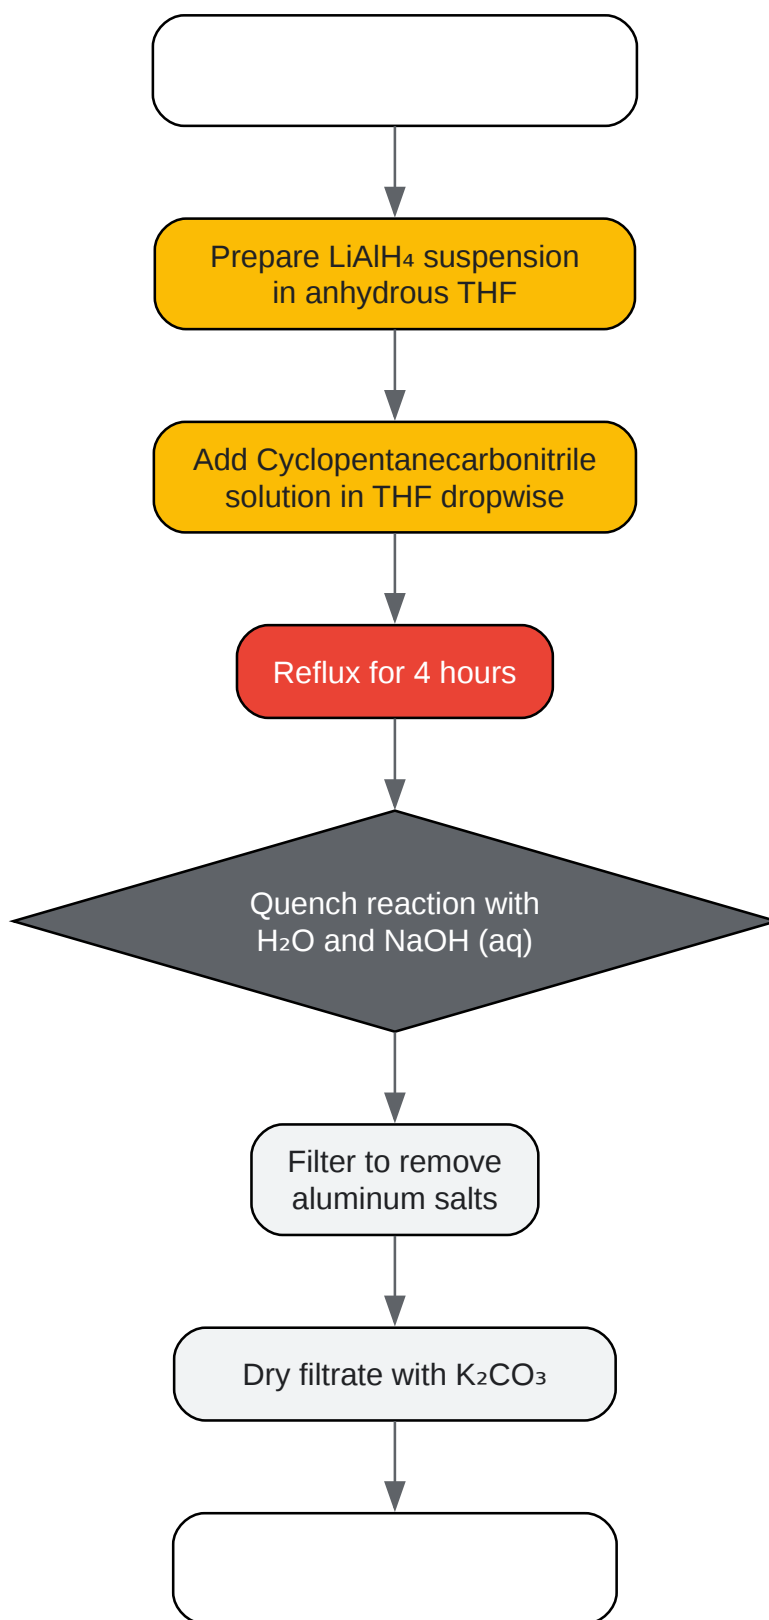 Prepare LiAlH₄ suspension
in anhydrous THF
Add Cyclopentanecarbonitrile
solution in THF dropwise
Reflux for 4 hours
Quench reaction with
H₂O and NaOH (aq)
Filter to remove
aluminum salts
Dry filtrate with K₂CO₃